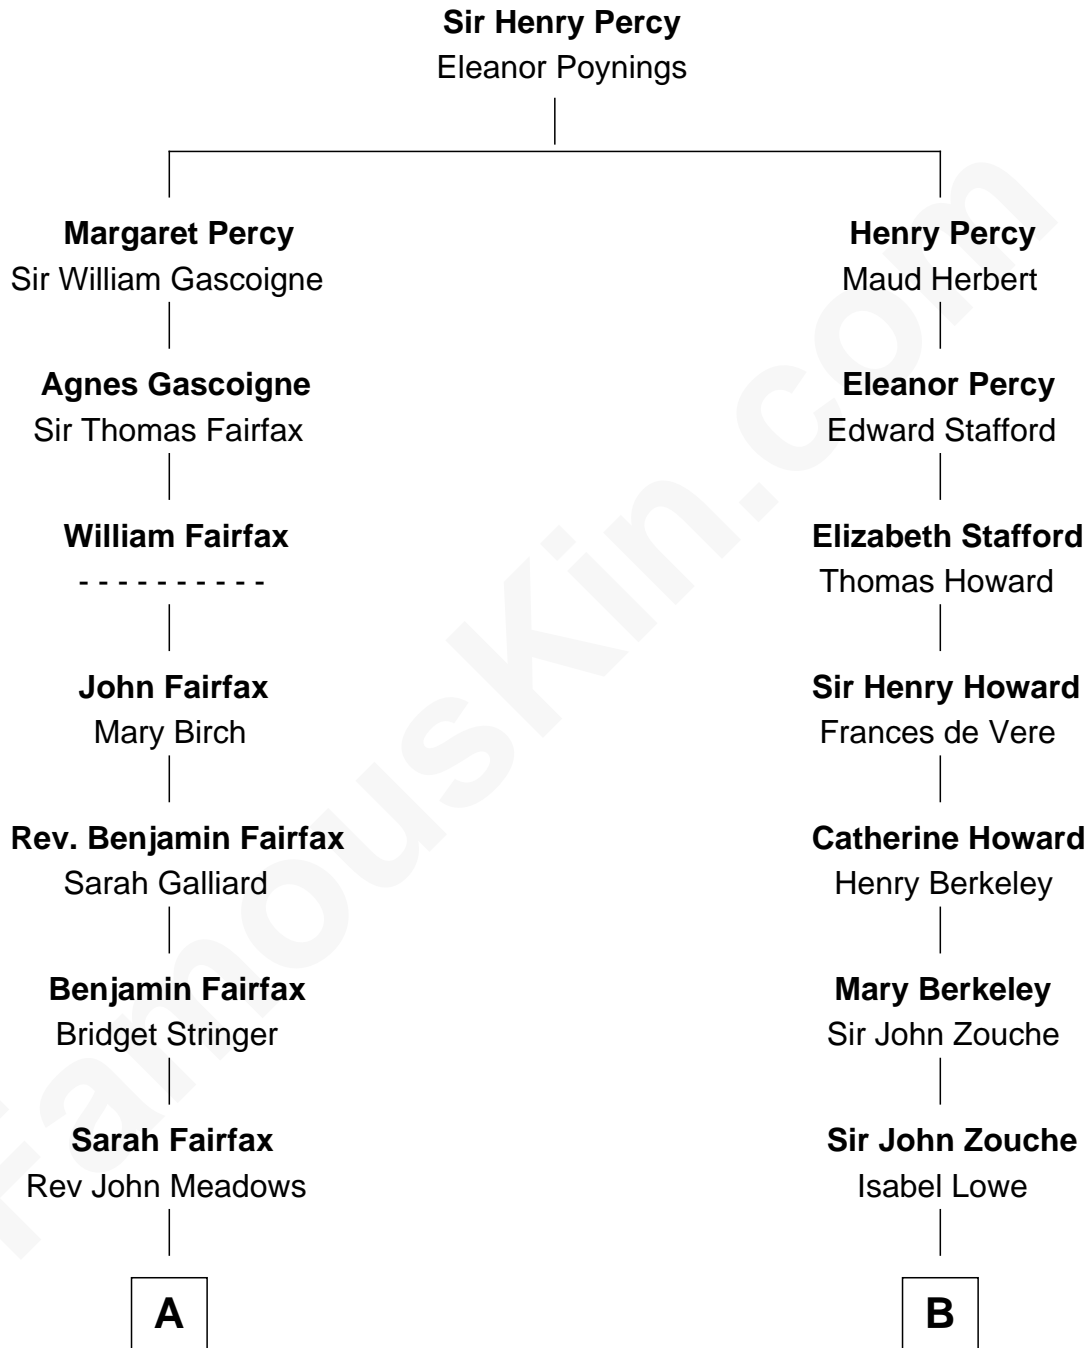 Sir Henry Percy
Eleanor Poynings
Margaret Percy
Sir William Gascoigne
Henry Percy
Maud Herbert
Agnes Gascoigne
Sir Thomas Fairfax
Eleanor Percy
Edward Stafford
William Fairfax
- - - - - - - - - -
Elizabeth Stafford
Thomas Howard
John Fairfax
Mary Birch
Sir Henry Howard
Frances de Vere
Rev. Benjamin Fairfax
Sarah Galliard
Catherine Howard
Henry Berkeley
Benjamin Fairfax
Bridget Stringer
Mary Berkeley
Sir John Zouche
Sarah Fairfax
Rev John Meadows
Sir John Zouche
Isabel Lowe
A
B
FamousKin.com